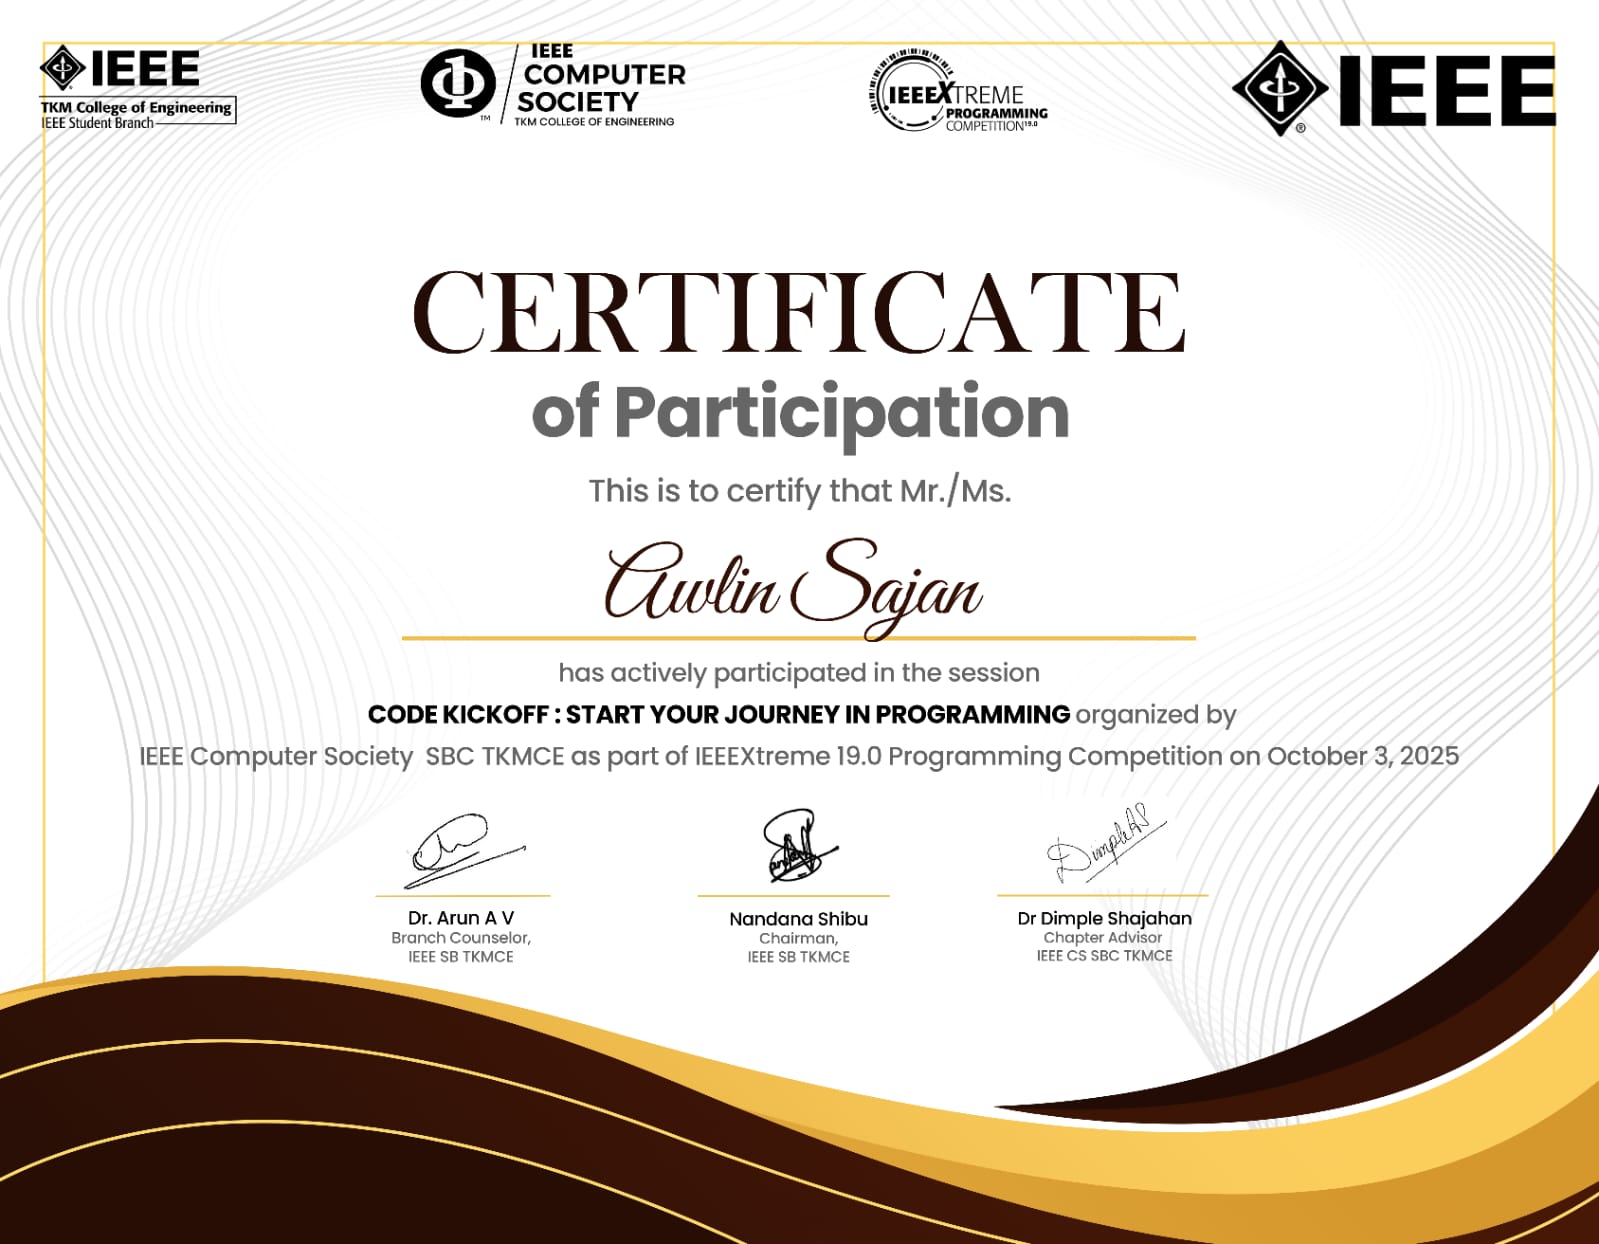 IEEE
TKM College of Engineering
IEEE Student Branch
IEEE
COMPUTER
SOCIETY
TKM COLLEGE OF ENGINEERING
TM
IEEEXTREME
PROGRAMMING
COMPETITION19.0
IEEE
®
CERTIFICATE
of Participation
This is to certify that Mr./Ms.
Awlin Sajan
has actively participated in the session
CODE KICKOFF : START YOUR JOURNEY IN PROGRAMMING organized by
IEEE Computer Society SBC TKMCE as part of IEEEXtreme 19.0 Programming Competition on October 3, 2025
DimpleAS
Dr. Arun A V
Branch Counselor,
IEEE SB TKMCE
Nandana Shibu
Chairman,
IEEE SB TKMCE
Dr Dimple Shajahan
Chapter Advisor
IEEE CS SBC TKMCE